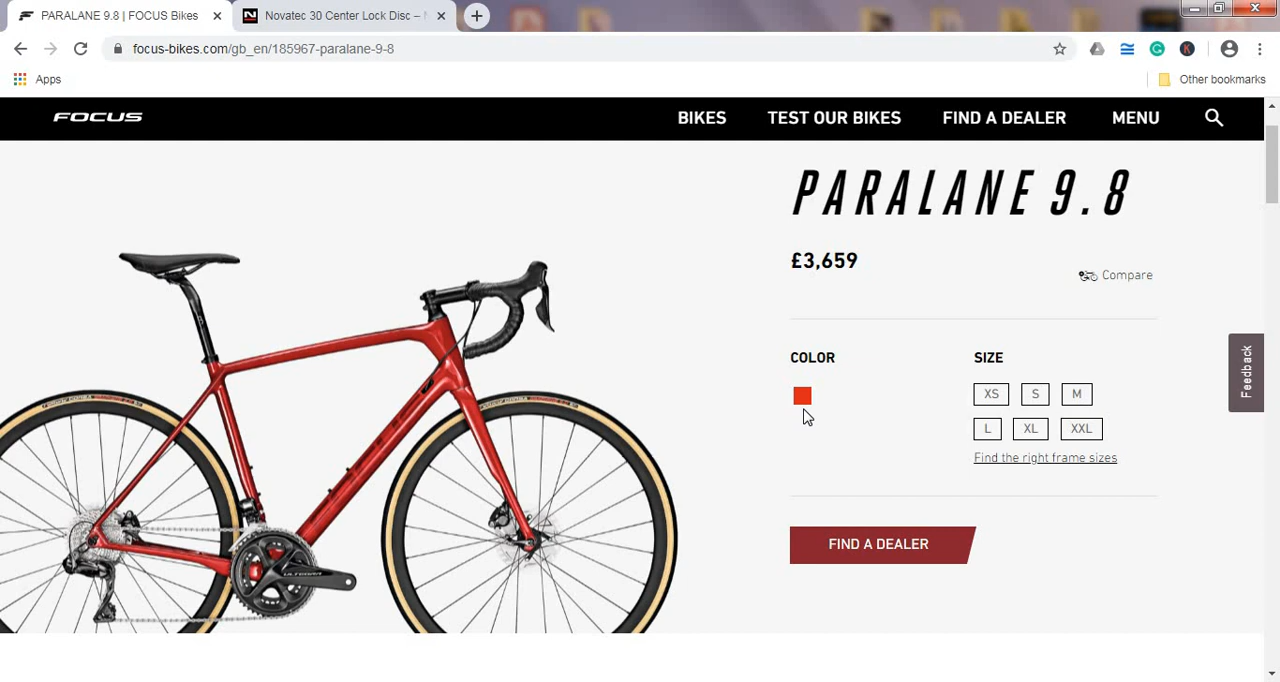 PARALANE 9.8 | FOCUS Bikes
Novatec 30 Center Lock Disc –
focus-bikes.com/gb_en/185967-paralane-9-8
Apps
Other bookmarks
FOCUS
BIKES
TEST OUR BIKES
FIND A DEALER
MENU
PARALANE 9.8
£3,659
Compare
COLOR
SIZE
XS S M
L XL XXL
Find the right frame sizes
FIND A DEALER
Feedback
ULTEGRA